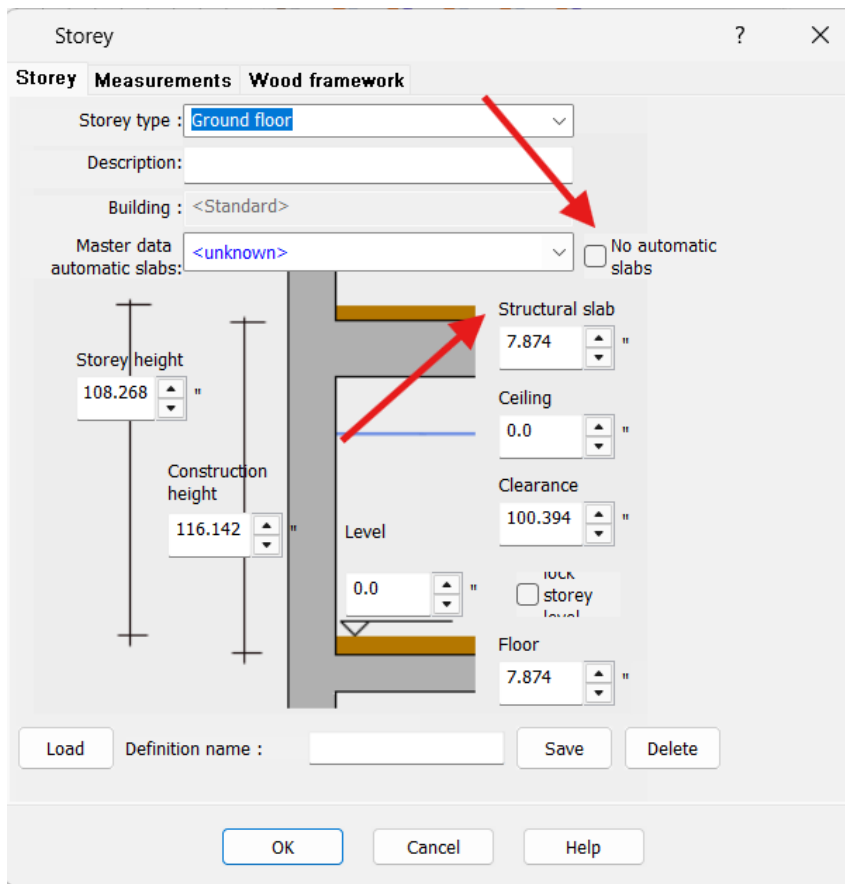 Storey ?
Storey Measurements Wood framework
Storey type : Ground floor
Description:
Building : <Standard>
Master data
automatic slabs: <unknown>
No automatic
slabs
Structural slab
7.874 "
Storey height
108.268 "
Ceiling
0.0 "
Construction
height
116.142 "
Clearance
100.394 "
Level
0.0 "
lock
storey
level
Floor
7.874 "
Load Definition name : Save Delete
OK Cancel Help